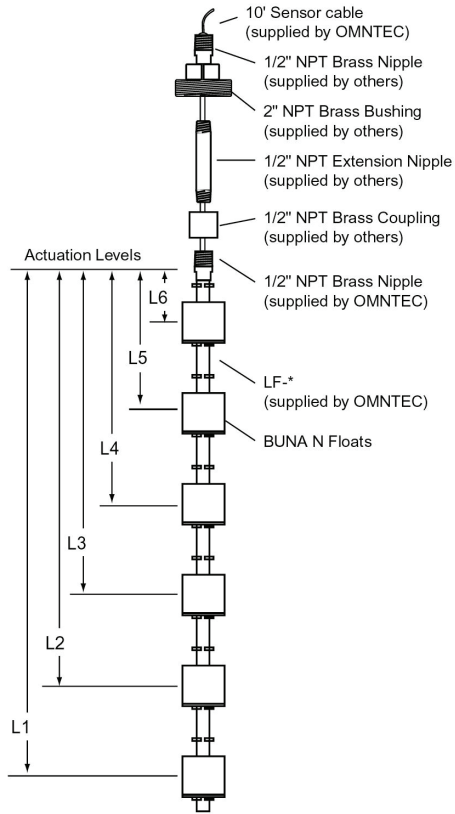 10' Sensor cable
(supplied by OMNTEC)
1/2" NPT Brass Nipple
(supplied by others)
2" NPT Brass Bushing
(supplied by others)
1/2" NPT Extension Nipple
(supplied by others)
1/2" NPT Brass Coupling
(supplied by others)
Actuation Levels
1/2" NPT Brass Nipple
(supplied by OMNTEC)
L6
L5
LF-*
(supplied by OMNTEC)
BUNA N Floats
L4
L3
L2
L1